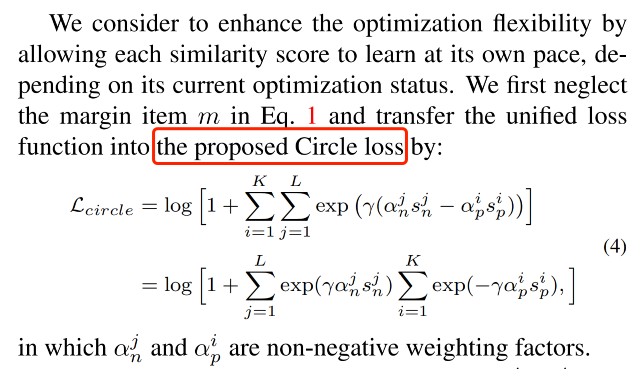 We consider to enhance the optimization flexibility by
allowing each similarity score to learn at its own pace, de-
pending on its current optimization status. We first neglect
the margin item m in Eq. 1 and transfer the unified loss
function into the proposed Circle loss by:
\mathcal{L}_{circle} = \log \left[ 1 + \sum_{i=1}^{K} \sum_{j=1}^{L} \exp \left( \gamma (\alpha_n^j s_n^j - \alpha_p^i s_p^i) \right) \right]
= \log \left[ 1 + \sum_{j=1}^{L} \exp(\gamma \alpha_n^j s_n^j) \sum_{i=1}^{K} \exp(-\gamma \alpha_p^i s_p^i), \right]
(4)
in which \alpha_n^j and \alpha_p^i are non-negative weighting factors.